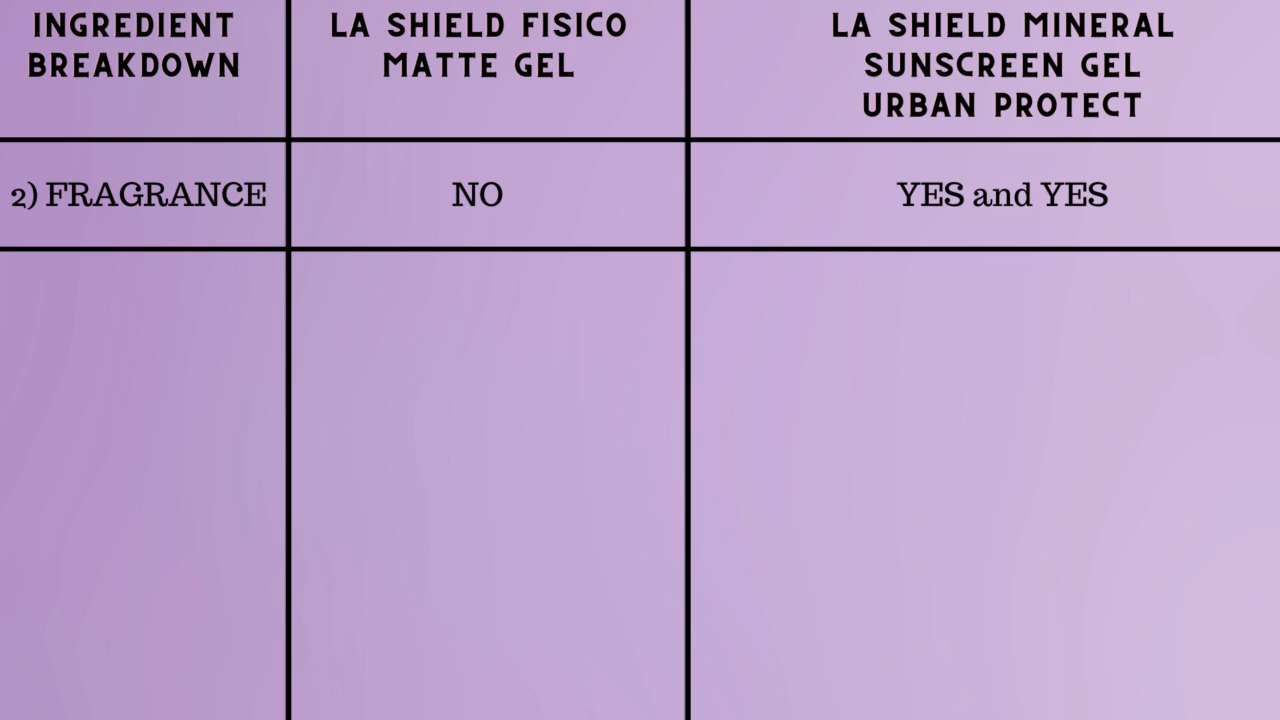 INGREDIENT
BREAKDOWN
LA SHIELD FISICO
MATTE GEL
LA SHIELD MINERAL
SUNSCREEN GEL
URBAN PROTECT
2) FRAGRANCE
NO
YES and YES